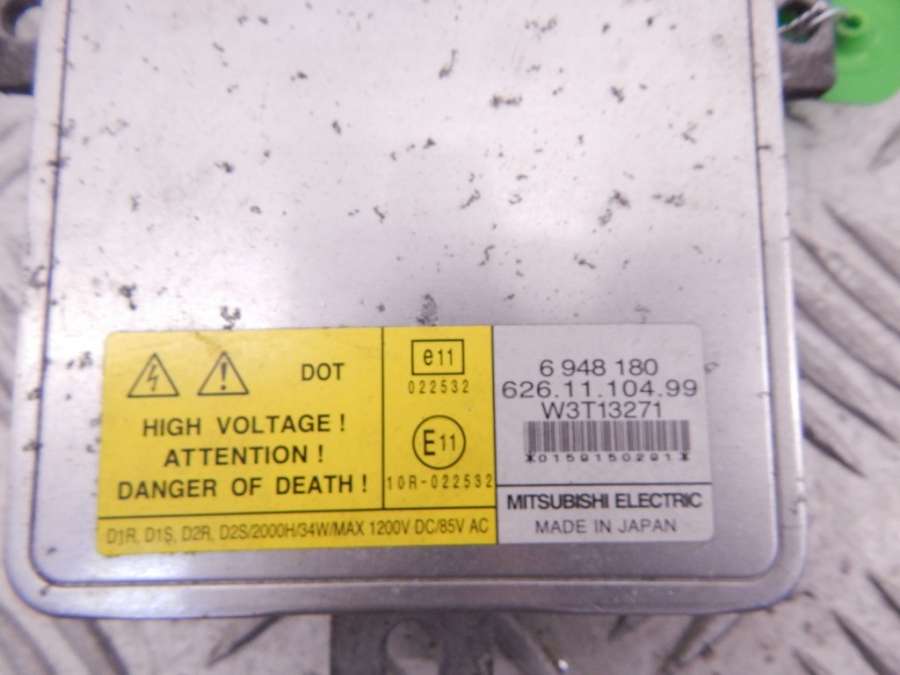 DOT
HIGH VOLTAGE !
ATTENTION !
DANGER OF DEATH !
e11
022532
E11
10R-022532
D1R, D1S, D2R, D2S/2000H/34W/MAX 1200V DC/85V AC
6 948 180
626.11.104.99
W3T13271
*0159150291*
MITSUBISHI ELECTRIC
MADE IN JAPAN